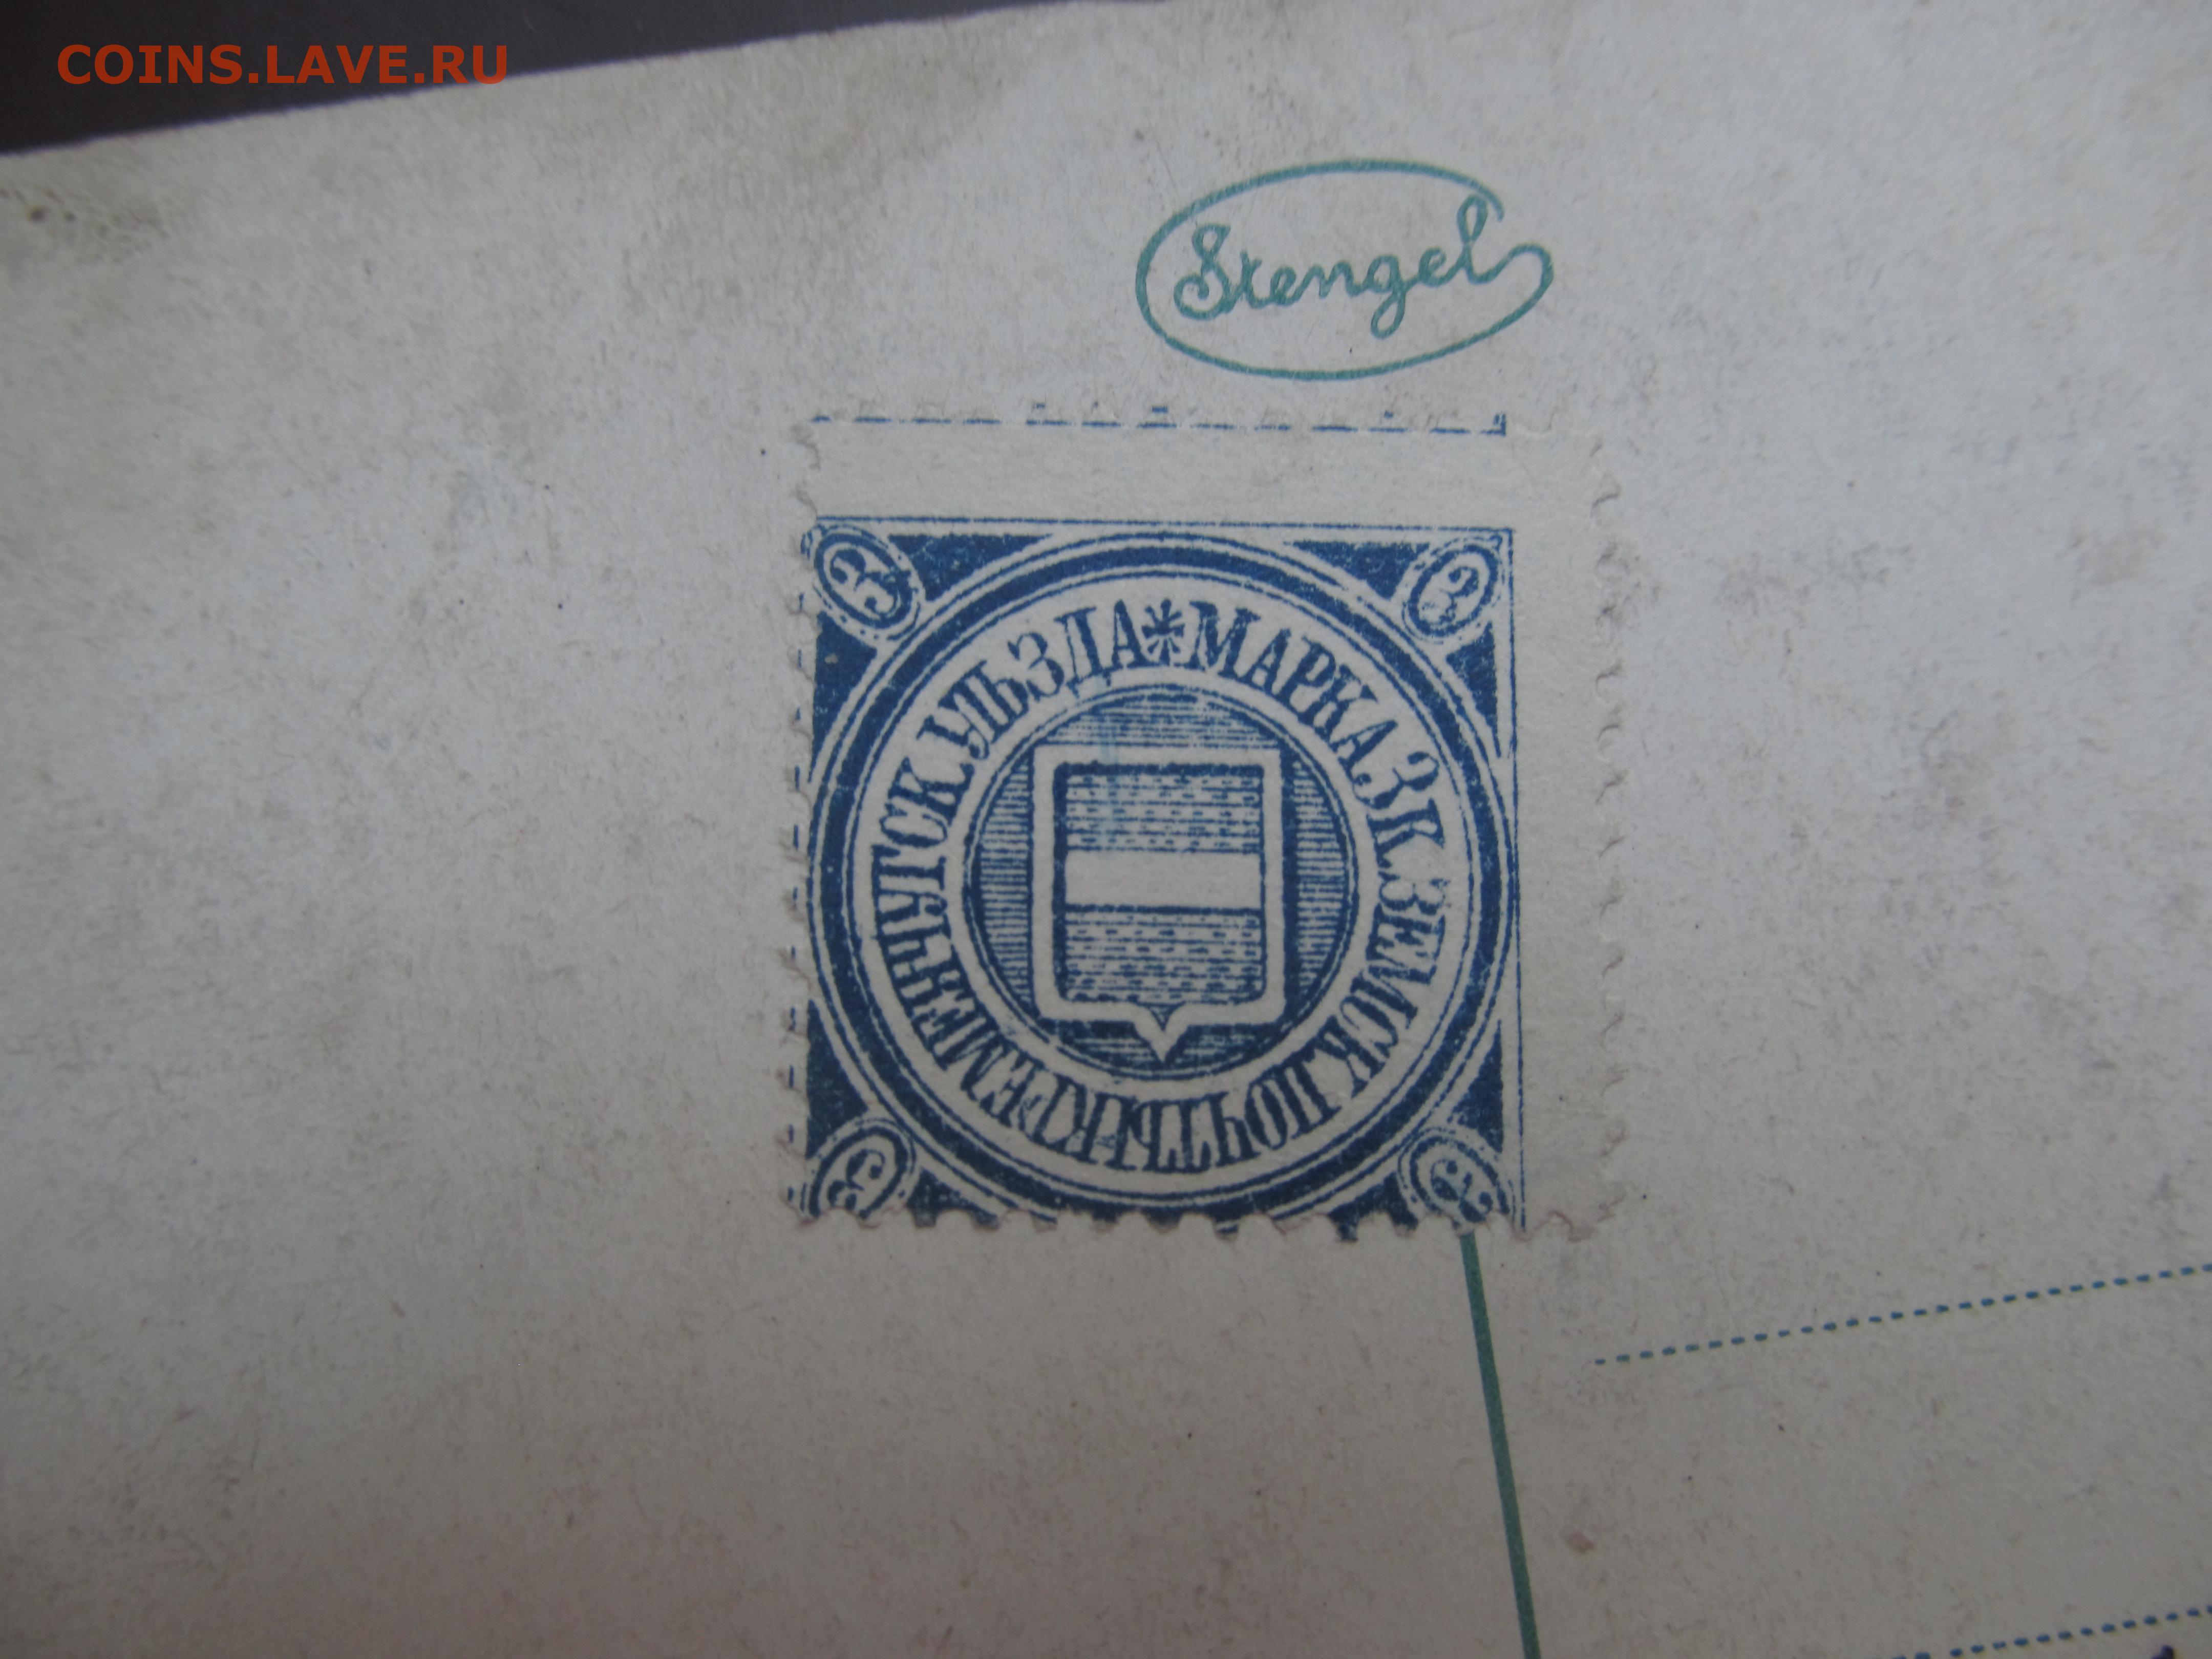 COINS.LAVE.RU
Stengel
3 3
МАРКА 3 К ЗЕМСК. ПОЧТЫ КРЕМЕНЧУГСК УѢЗДА *
3 3